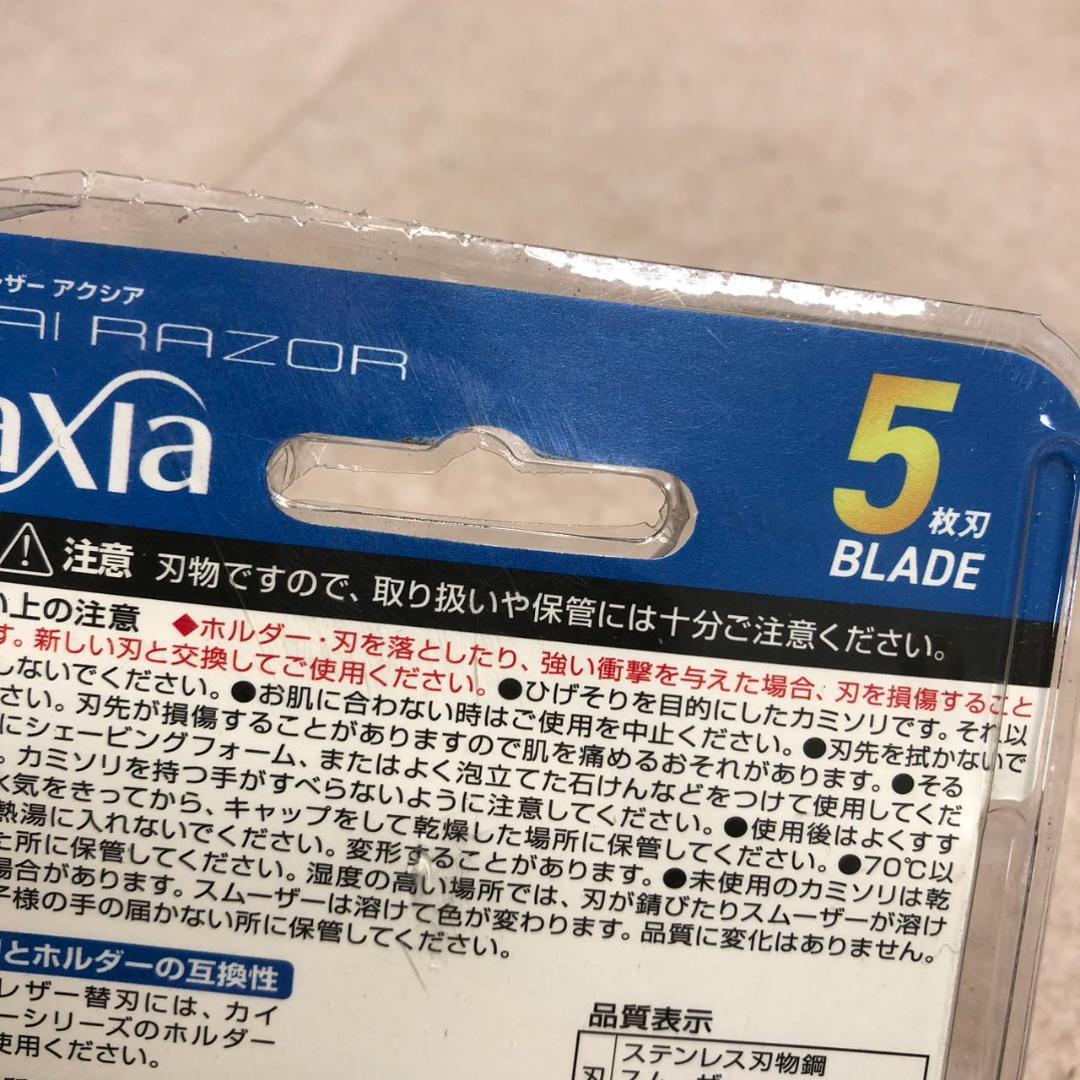 ザー アクシア
AI RAZOR
axia
5枚刃
BLADE
注意 刃物ですので、取り扱いや保管には十分ご注意ください。
い上の注意 ◆ホルダー・刃を落としたり、強い衝撃を与えた場合、刃を損傷すること
す。新しい刃と交換してご使用ください。●ひげそりを目的にしたカミソリです。それ以
しないでください。●お肌に合わない時はご使用を中止ください。●刃先を拭かないで
さい。刃先が損傷することがありますので肌を痛めるおそれがあります。●そる
にシェービングフォーム、またはよく泡立てた石けんなどをつけて使用してくだ
。カミソリを持つ手がすべらないように注意してください。●使用後はよくすす
水気をきってから、キャップをして乾燥した場所に保管してください。●70℃以
熱湯に入れないでください。変形することがあります。●未使用のカミソリは乾
た所に保管してください。湿度の高い場所では、刃が錆びたりスムーザーが溶け
場合があります。スムーザーは溶けて色が変わります。品質に変化はありません。
子様の手の届かない所に保管してください。
とホルダーの互換性
レザー替刃には、カイ
ーシリーズのホルダー
使用ください。
品質表示
刃 ステンレス刃物鋼